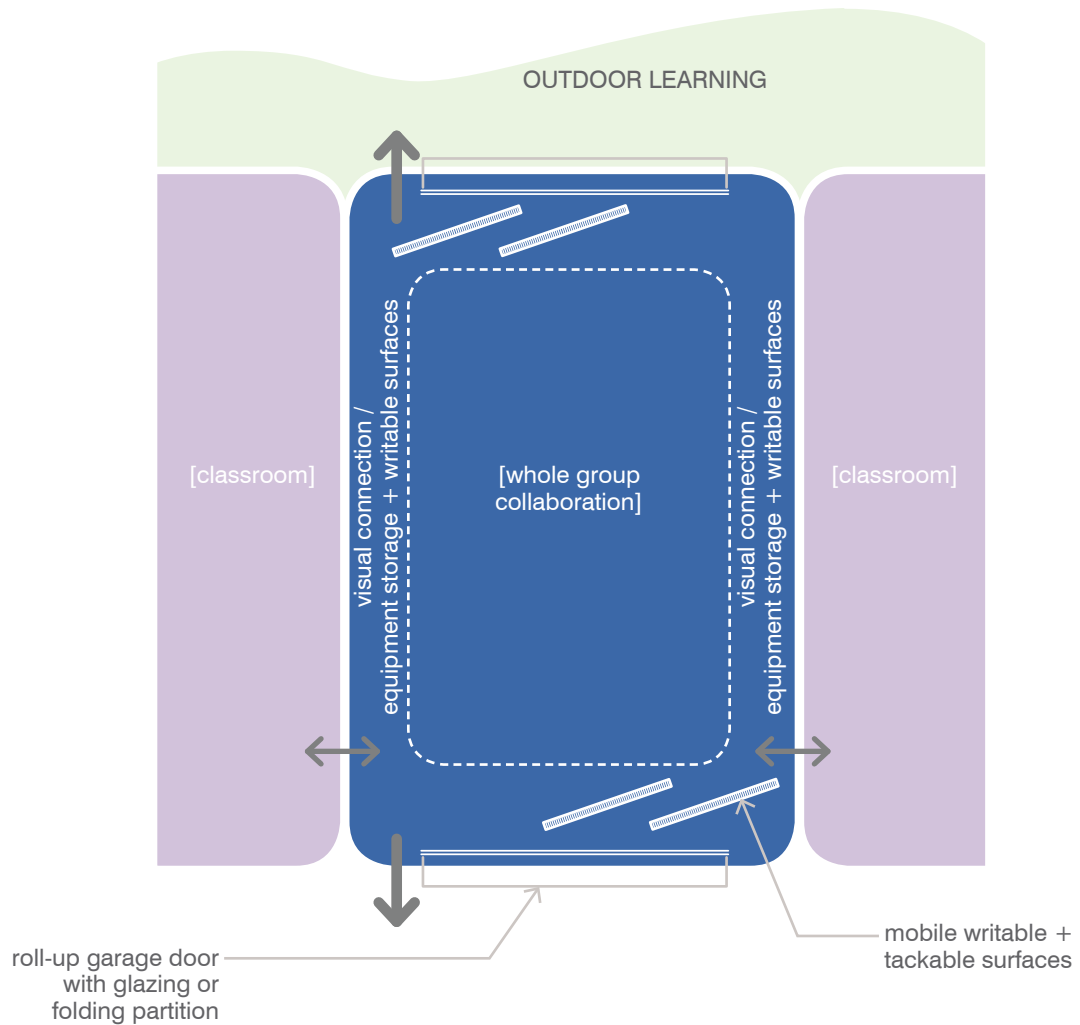 OUTDOOR LEARNING
[classroom]
visual connection /
equipment storage + writable surfaces
[whole group
collaboration]
visual connection /
equipment storage + writable surfaces
[classroom]
roll-up garage door
with glazing or
folding partition
mobile writable +
tackable surfaces